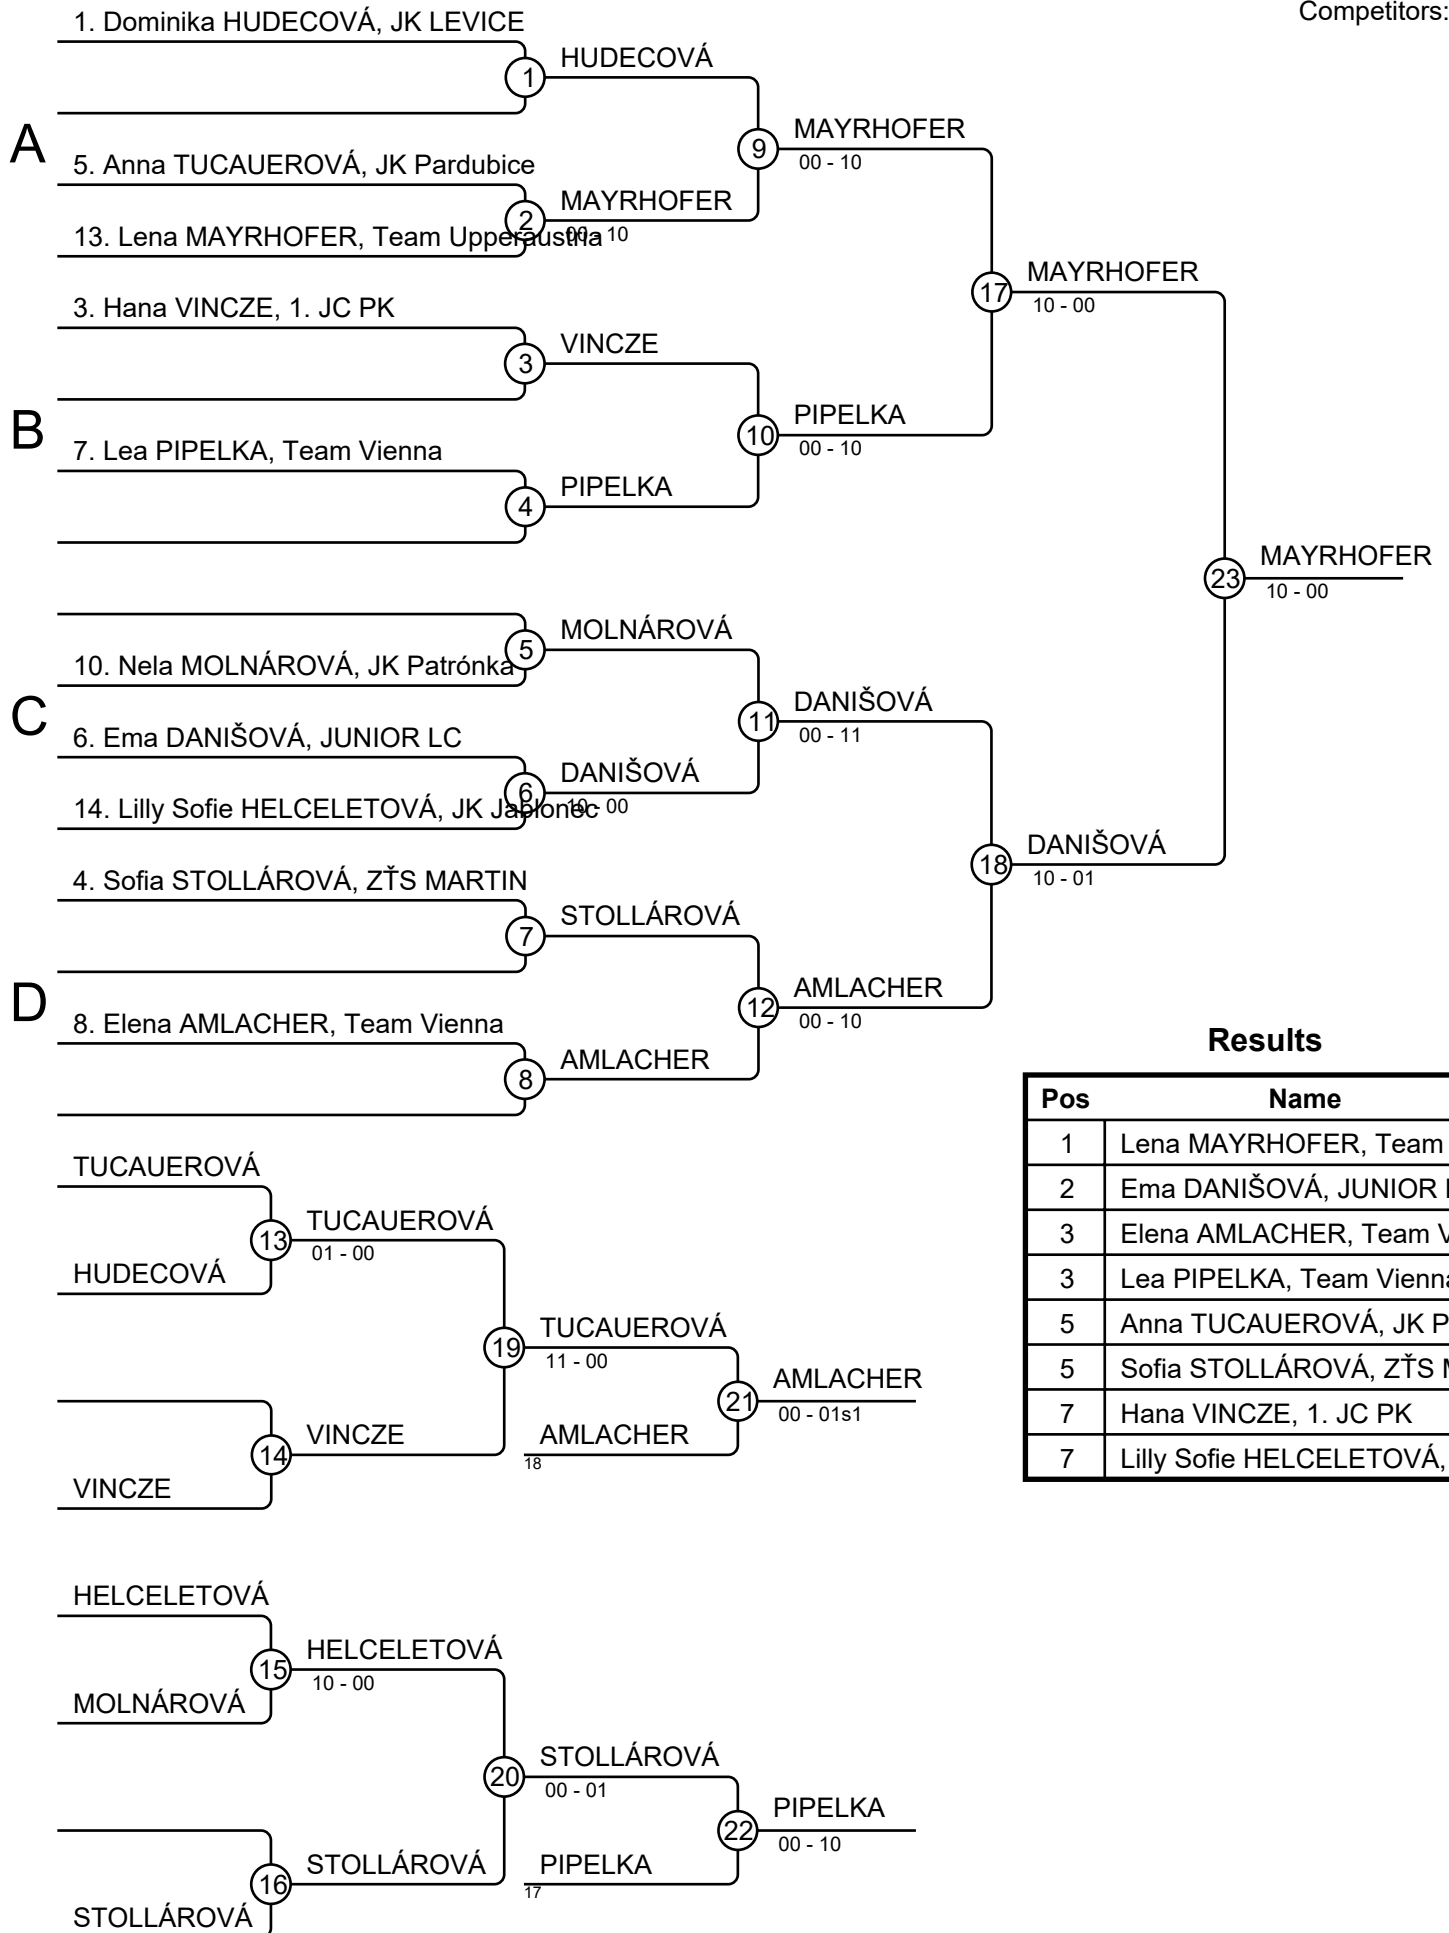 Competitors:
1. Dominika HUDECOVÁ, JK LEVICE
HUDECOVÁ
1
A
MAYRHOFER
9
00 - 10
5. Anna TUCAUEROVÁ, JK Pardubice
MAYRHOFER
2
00 - 10
13. Lena MAYRHOFER, Team Upperaustria
MAYRHOFER
17
10 - 00
3. Hana VINCZE, 1. JC PK
VINCZE
3
B
PIPELKA
10
00 - 10
7. Lea PIPELKA, Team Vienna
PIPELKA
4
MAYRHOFER
23
10 - 00
MOLNÁROVÁ
5
10. Nela MOLNÁROVÁ, JK Patrónka
C
DANIŠOVÁ
11
00 - 11
6. Ema DANIŠOVÁ, JUNIOR LC
DANIŠOVÁ
6
10 - 00
14. Lilly Sofie HELCELETOVÁ, JK Jablonec
DANIŠOVÁ
18
10 - 01
4. Sofia STOLLÁROVÁ, ZŤS MARTIN
STOLLÁROVÁ
7
D
AMLACHER
12
00 - 10
8. Elena AMLACHER, Team Vienna
AMLACHER
8
Results
Pos Name
1 Lena MAYRHOFER, Team
2 Ema DANIŠOVÁ, JUNIOR
3 Elena AMLACHER, Team
3 Lea PIPELKA, Team Vienna
5 Anna TUCAUEROVÁ, JK
5 Sofia STOLLÁROVÁ, ZŤS
7 Hana VINCZE, 1. JC PK
7 Lilly Sofie HELCELETOVÁ,
TUCAUEROVÁ
TUCAUEROVÁ
13
01 - 00
HUDECOVÁ
TUCAUEROVÁ
19
11 - 00
AMLACHER
21
00 - 01s1
VINCZE
14
AMLACHER
18
VINCZE
HELCELETOVÁ
HELCELETOVÁ
15
10 - 00
MOLNÁROVÁ
STOLLÁROVÁ
20
00 - 01
PIPELKA
22
00 - 10
STOLLÁROVÁ
16
PIPELKA
17
STOLLÁROVÁ